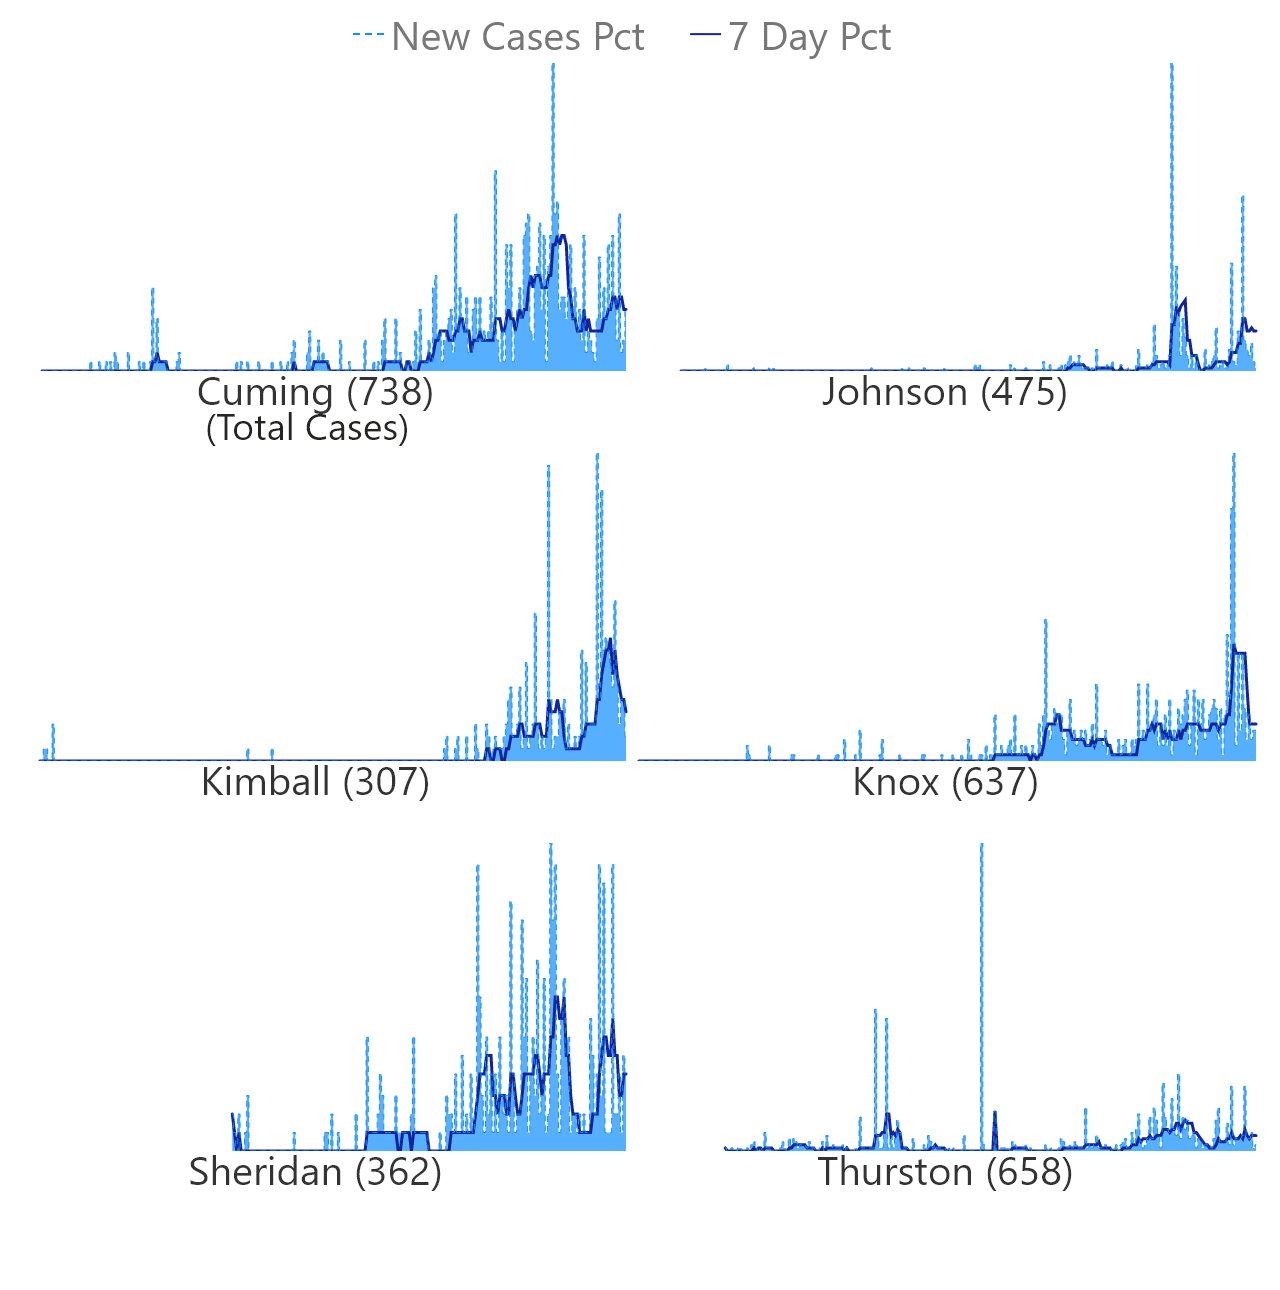 New Cases Pct 7 Day Pct
Cuming (738) Johnson (475)
(Total Cases)
Kimball (307) Knox (637)
Sheridan (362) Thurston (658)